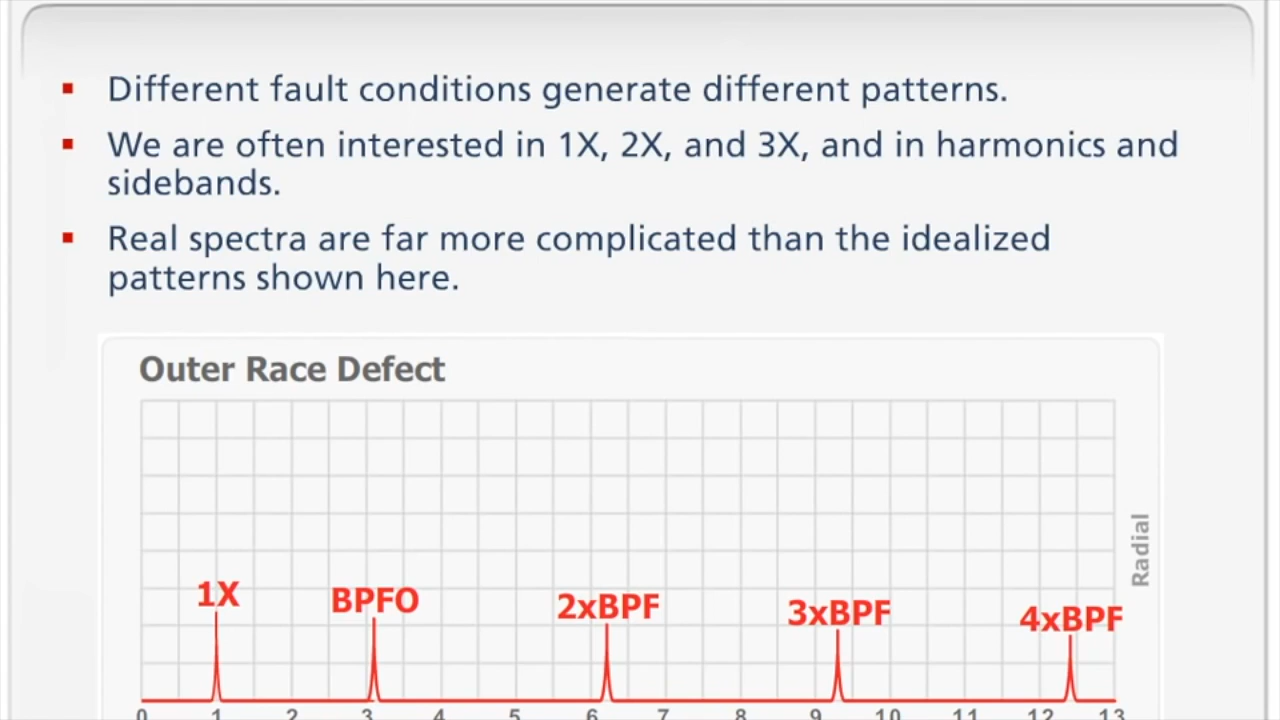 Different fault conditions generate different patterns.
We are often interested in 1X, 2X, and 3X, and in harmonics and
sidebands.
Real spectra are far more complicated than the idealized
patterns shown here.
Outer Race Defect
Radial
1X
BPFO
2xBPF
3xBPF
4xBPF
0 1 2 3 4 5 6 7 8 9 10 11 12 13